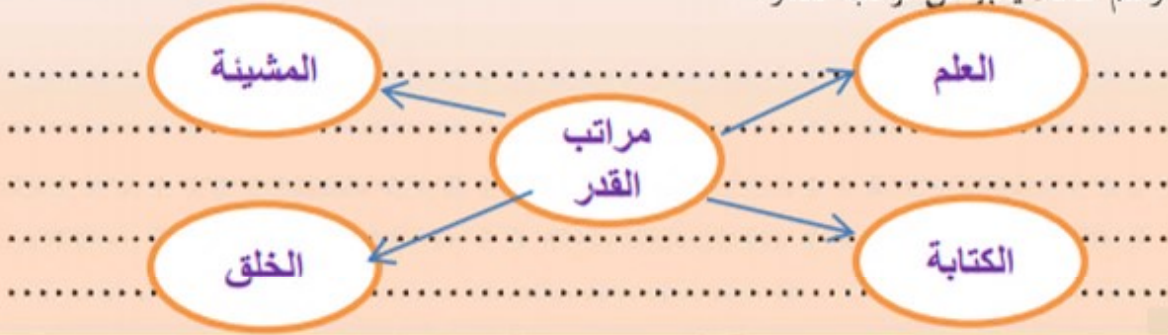 العلم
المشيئة
مراتب
القدر
الكتابة
الخلق